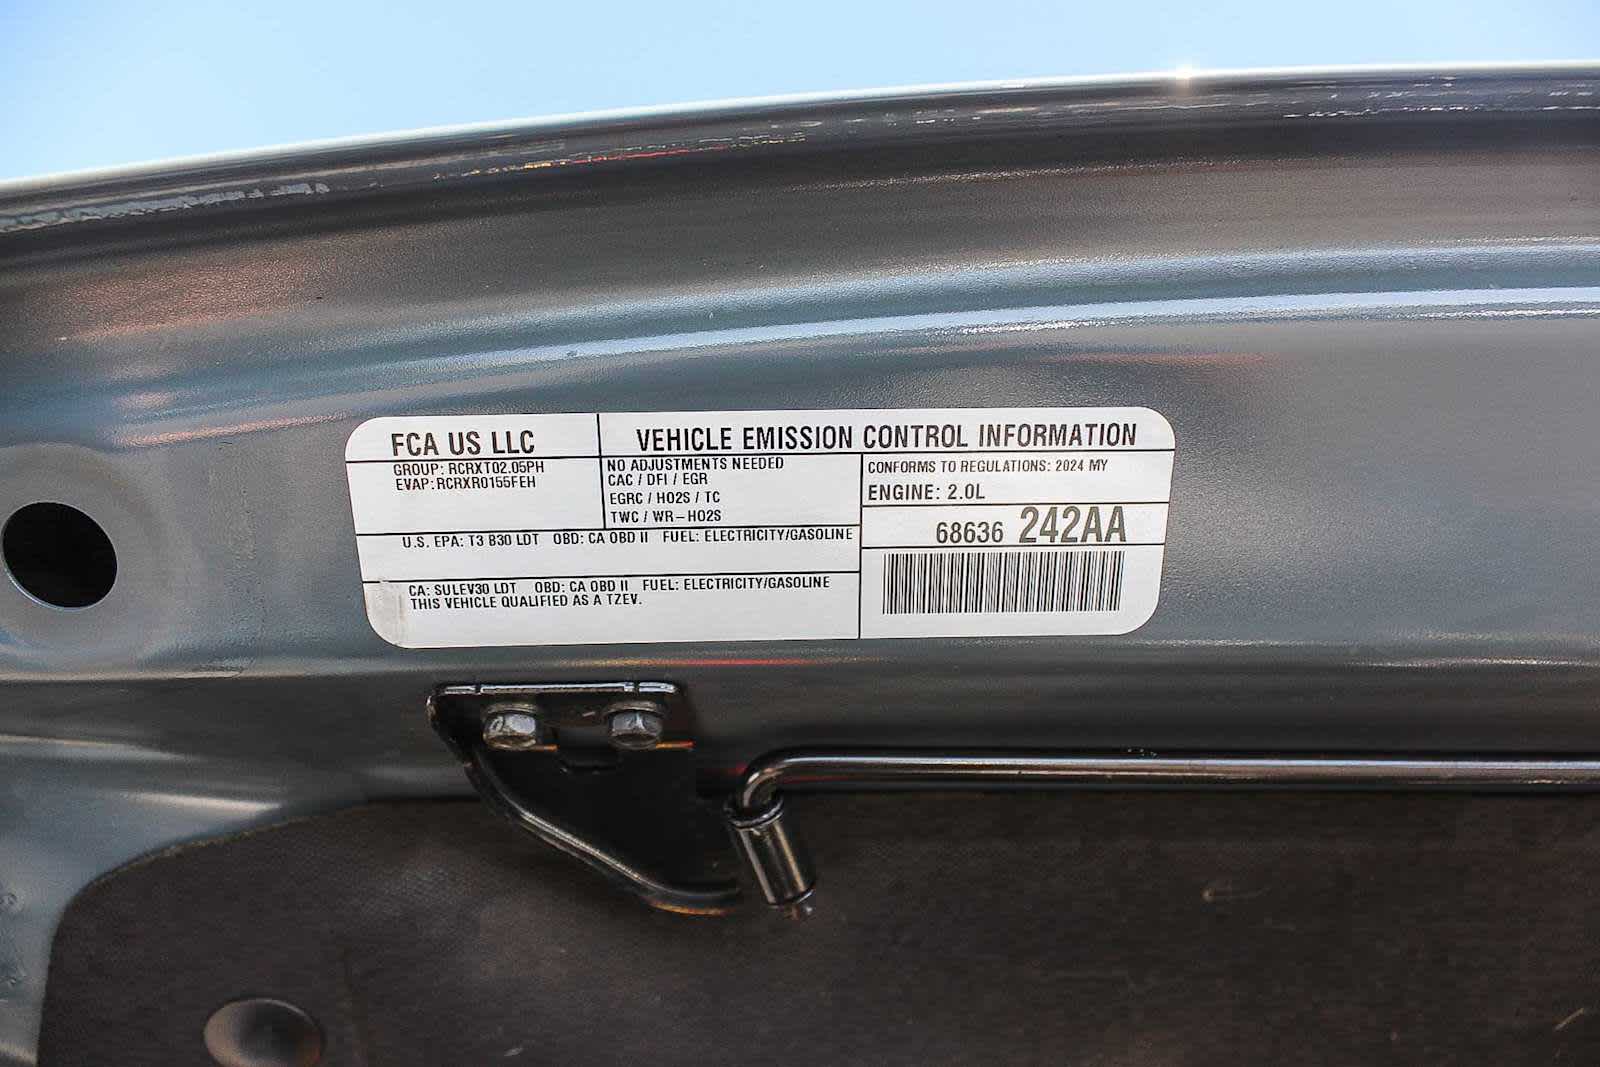 FCA US LLC
VEHICLE EMISSION CONTROL INFORMATION
GROUP: RCRXT02.05PH
EVAP:RCRXR0155FEH
NO ADJUSTMENTS NEEDED
CAC / DFI / EGR
EGRC / HO2S / TC
TWC / WR-HO2S
CONFORMS TO REGULATIONS: 2024 MY
ENGINE: 2.0L
68636 242AA
U.S. EPA: T3 B30 LDT OBD: CA OBD II FUEL: ELECTRICITY/GASOLINE
CA: SULEV30 LDT OBD: CA OBD II FUEL: ELECTRICITY/GASOLINE
THIS VEHICLE QUALIFIED AS A TZEV.